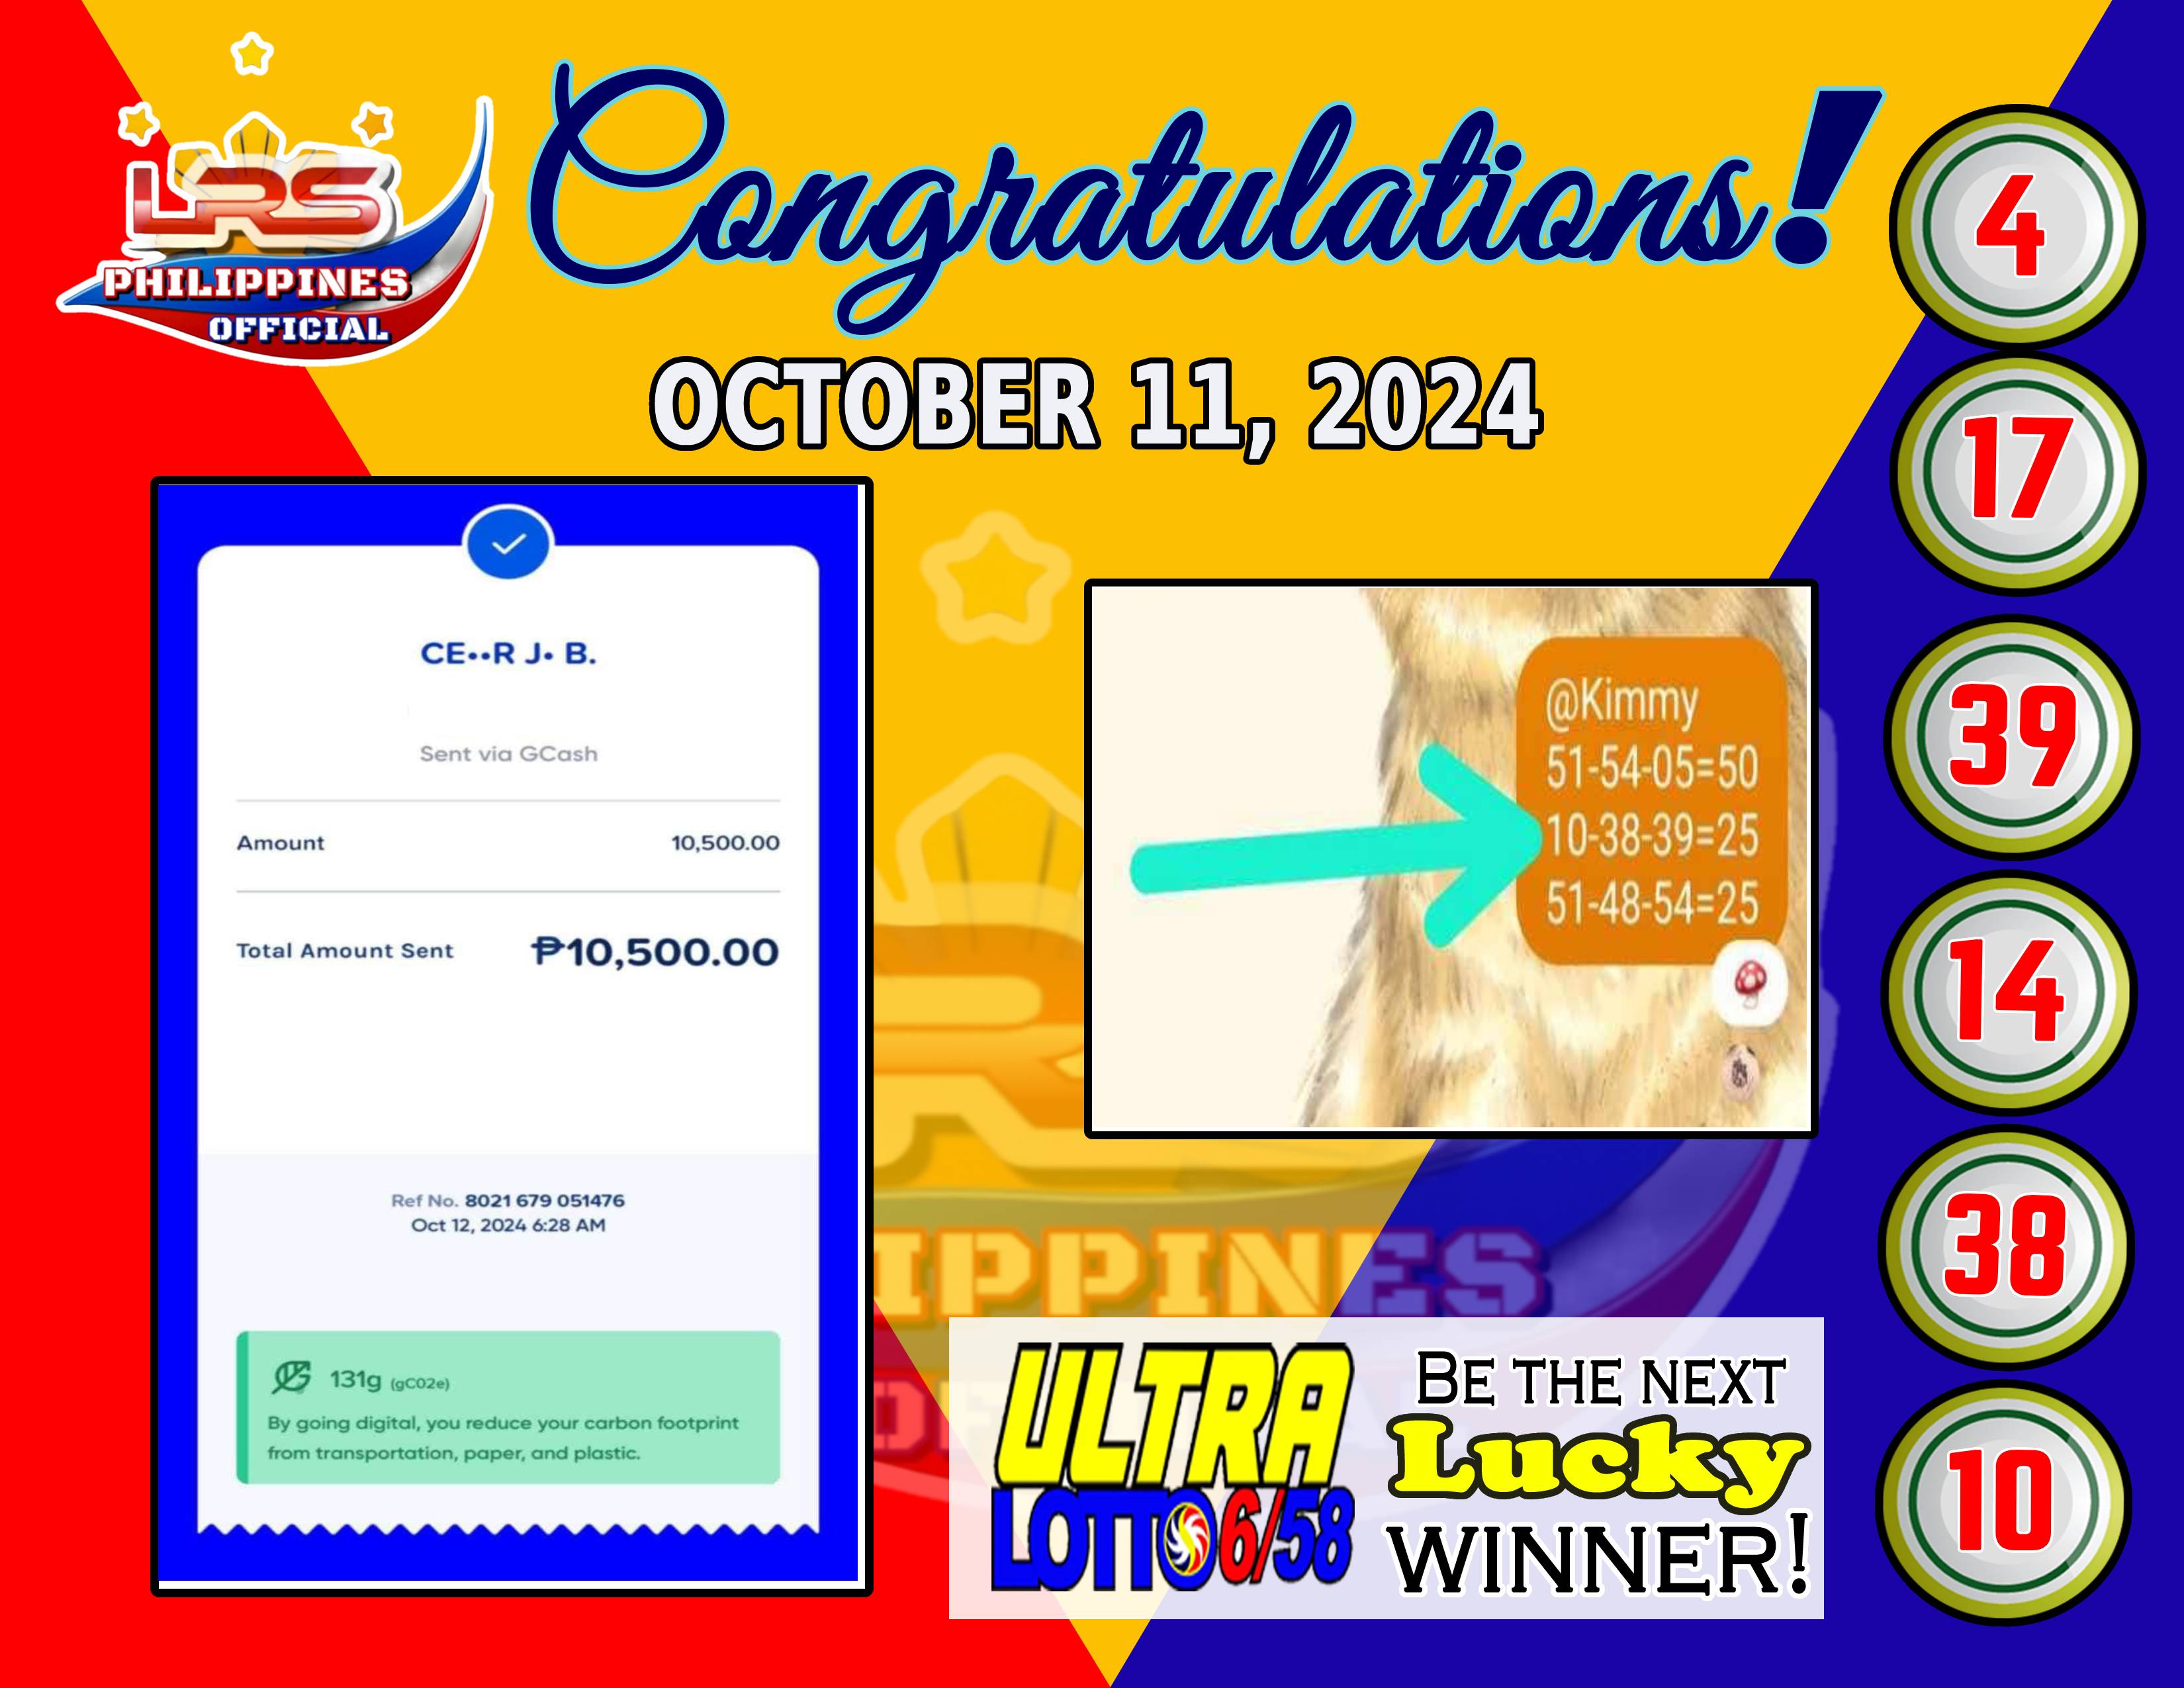 LRS
PHILIPPINES
OFFICIAL
Congratulations!
OCTOBER 11, 2024
CE••R J• B.
Sent via GCash
Amount 10,500.00
Total Amount Sent ₱10,500.00
Ref No. 8021 679 051476
Oct 12, 2024 6:28 AM
131g (gC02e)
By going digital, you reduce your carbon footprint
from transportation, paper, and plastic.
@Kimmy
51-54-05=50
10-38-39=25
51-48-54=25
ULTRA
LOTTO 6/58
BE THE NEXT
Lucky
WINNER!
4
17
39
14
38
10